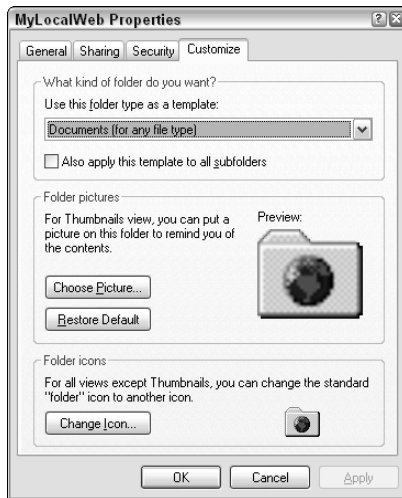 MyLocalWeb Properties
General Sharing Security Customize
What kind of folder do you want?
Use this folder type as a template:
Documents (for any file type)
Also apply this template to all subfolders
Folder pictures
For Thumbnails view, you can put a
picture on this folder to remind you of
the contents.
Preview:
Choose Picture...
Restore Default
Folder icons
For all views except Thumbnails, you can change the standard
"folder" icon to another icon.
Change Icon...
OK Cancel Apply